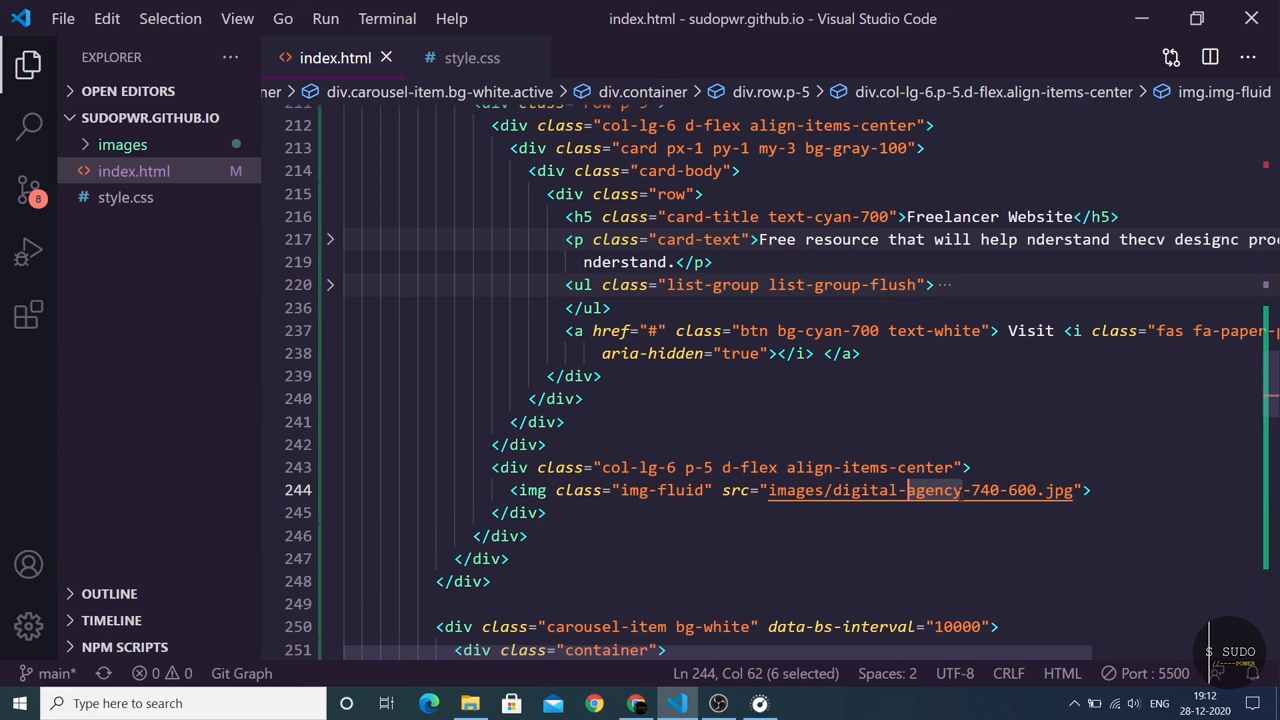 File Edit Selection View Go Run Terminal Help index.html - sudopwr.github.io - Visual Studio Code
EXPLORER ··· index.html # style.css ···
OPEN EDITORS
SUDOPWR.GITHUB.IO
images
index.html M
# style.css
OUTLINE
TIMELINE
NPM SCRIPTS
8
ner > div.carousel-item.bg-white.active > div.container > div.row.p-5 > div.col-lg-6.p-5.d-flex.align-items-center > img.img-fluid
211 <div class="row p-5">
212 <div class="col-lg-6 d-flex align-items-center">
213 <div class="card px-1 py-1 my-3 bg-gray-100">
214 <div class="card-body">
215 <div class="row">
216 <h5 class="card-title text-cyan-700">Freelancer Website</h5>
217 <p class="card-text">Free resource that will help nderstand thecv designc proc
219 nderstand.</p>
220 <ul class="list-group list-group-flush">···
236 </ul>
237 <a href="#" class="btn bg-cyan-700 text-white"> Visit <i class="fas fa-paper-p
238 aria-hidden="true"></i> </a>
239 </div>
240 </div>
241 </div>
242 </div>
243 <div class="col-lg-6 p-5 d-flex align-items-center">
244 <img class="img-fluid" src="images/digital-agency-740-600.jpg">
245 </div>
246 </div>
247 </div>
248 </div>
249
250 <div class="carousel-item bg-white" data-bs-interval="10000">
251 <div class="container">
S SUDO
//----POWER
main* 0 0 Git Graph Ln 244, Col 62 (6 selected) Spaces: 2 UTF-8 CRLF HTML Port : 5500
Type here to search ENG 19:12
28-12-2020